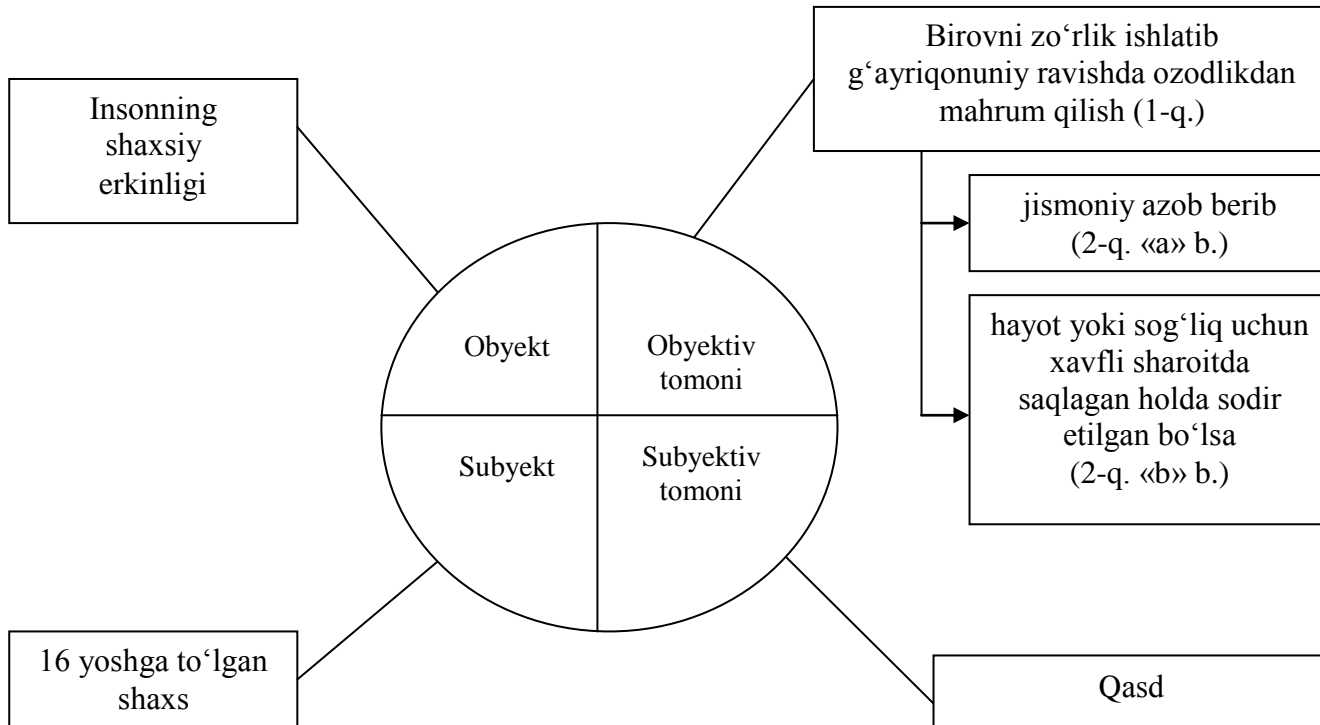 Insonning
shaxsiy
erkinligi
Birovni zo‘rlik ishlatib
g‘ayriqonuniy ravishda ozodlikdan
mahrum qilish (1-q.)
jismoniy azob berib
(2-q. «a» b.)
hayot yoki sog‘liq uchun
xavfli sharoitda
saqlagan holda sodir
etilgan bo‘lsa
(2-q. «b» b.)
Obyekt
Obyektiv
tomoni
Subyekt
Subyektiv
tomoni
16 yoshga to‘lgan
shaxs
Qasd